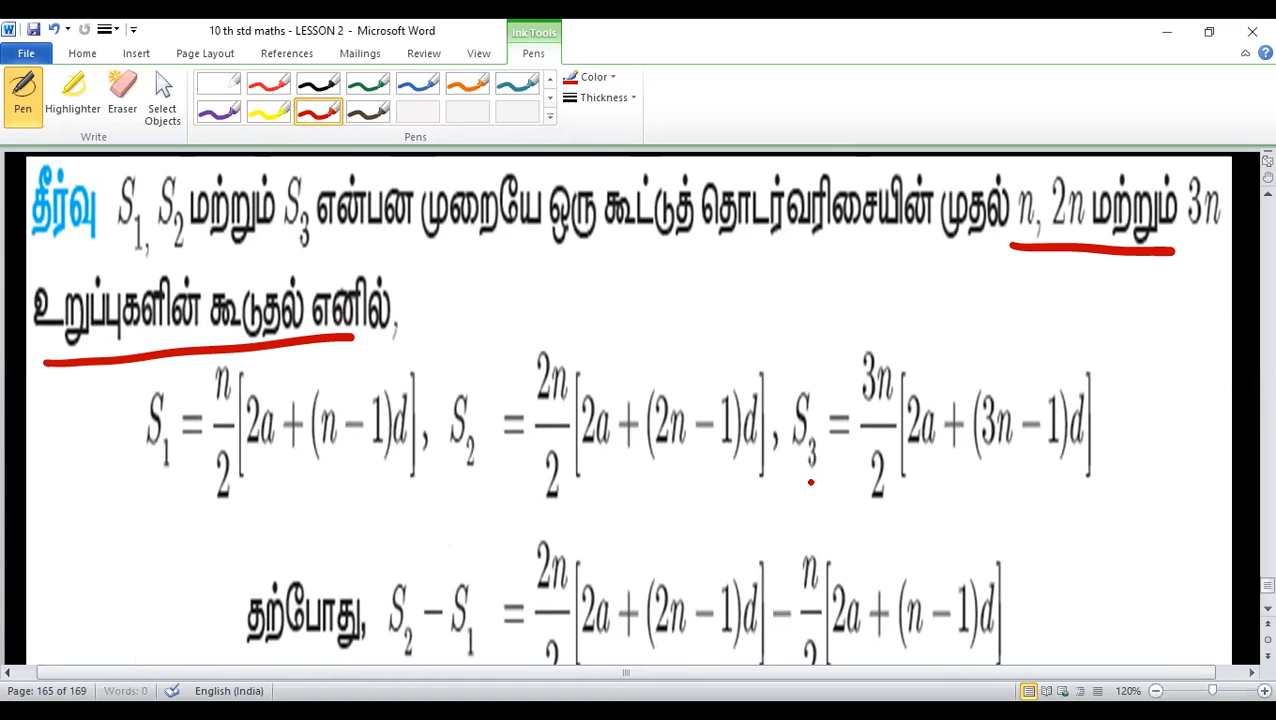 10 th std maths - LESSON 2 - Microsoft Word
Ink Tools
File Home Insert Page Layout References Mailings Review View Pens
Pen Highlighter Eraser Select Objects
Color
Thickness
Write Pens
தீர்வு S₁, S₂ மற்றும் S₃ என்பன முறையே ஒரு கூட்டுத் தொடர்வரிசையின் முதல் n, 2n மற்றும் 3n
உறுப்புகளின் கூடுதல் எனில்,
S₁ = n/2[2a + (n − 1)d], S₂ = 2n/2[2a + (2n − 1)d], S₃ = 3n/2[2a + (3n − 1)d]
தற்போது, S₂ − S₁ = 2n/2[2a + (2n − 1)d] − n/2[2a + (n − 1)d]
Page: 165 of 169 Words: 0 English (India) 120%